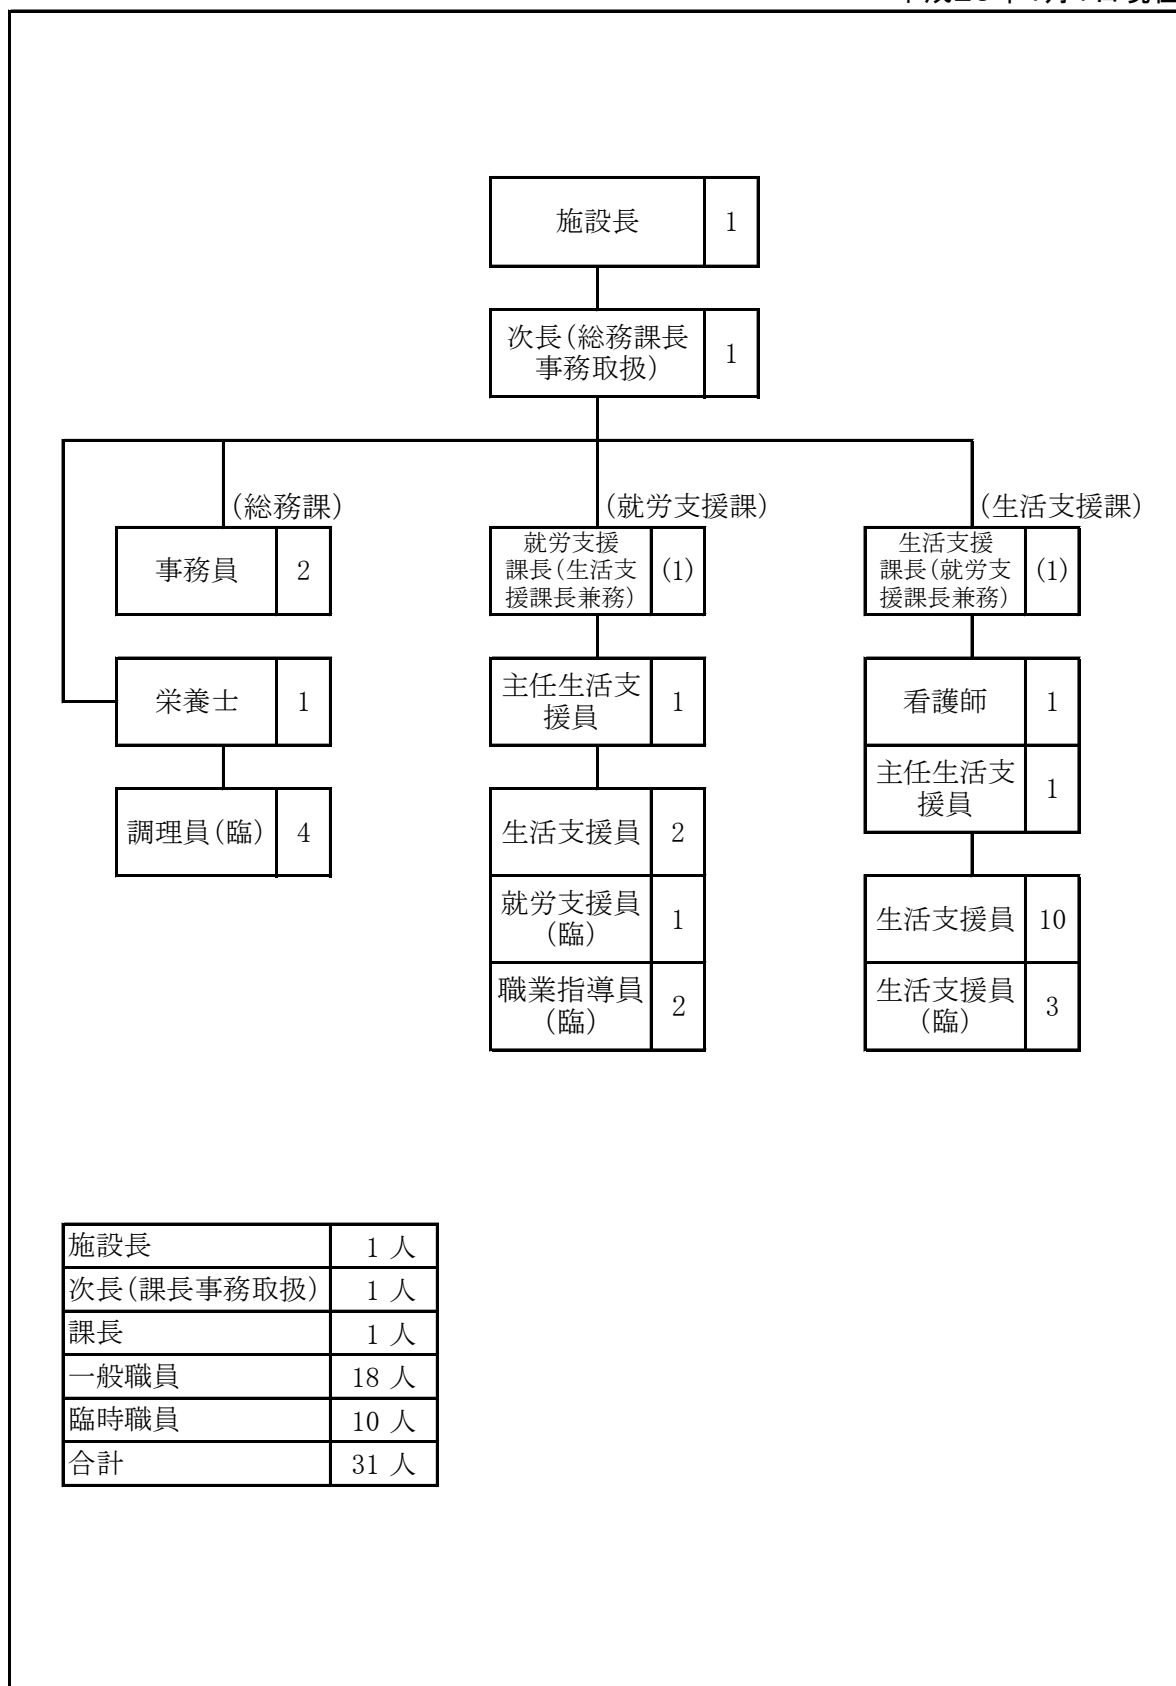 施設長 1
次長(総務課長
事務取扱) 1
(総務課)
事務員 2
栄養士 1
調理員(臨) 4
(就労支援課)
就労支援
課長(生活支
援課長兼務) (1)
主任生活支
援員 1
生活支援員 2
就労支援員
(臨) 1
職業指導員
(臨) 2
(生活支援課)
生活支援
課長(就労支
援課長兼務) (1)
看護師 1
主任生活支
援員 1
生活支援員 10
生活支援員
(臨) 3
施設長 1 人
次長(課長事務取扱) 1 人
課長 1 人
一般職員 18 人
臨時職員 10 人
合計 31 人